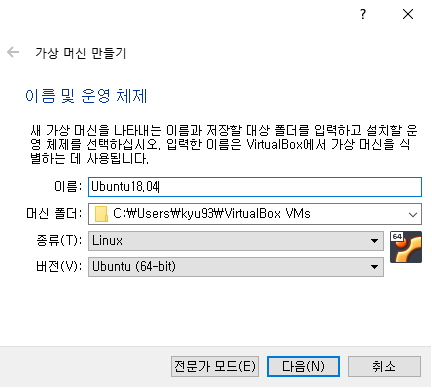 ?
가상 머신 만들기
이름 및 운영 체제
새 가상 머신을 나타내는 이름과 저장할 대상 폴더를 입력하고 설치할 운
영 체제를 선택하십시오. 입력한 이름은 VirtualBox에서 가상 머신을 식
별하는 데 사용됩니다.
이름: Ubuntu18.04
머신 폴더: C:₩Users₩kyu93₩VirtualBox VMs
종류(T): Linux
64
버전(V): Ubuntu (64-bit)
전문가 모드(E) 다음(N) 취소